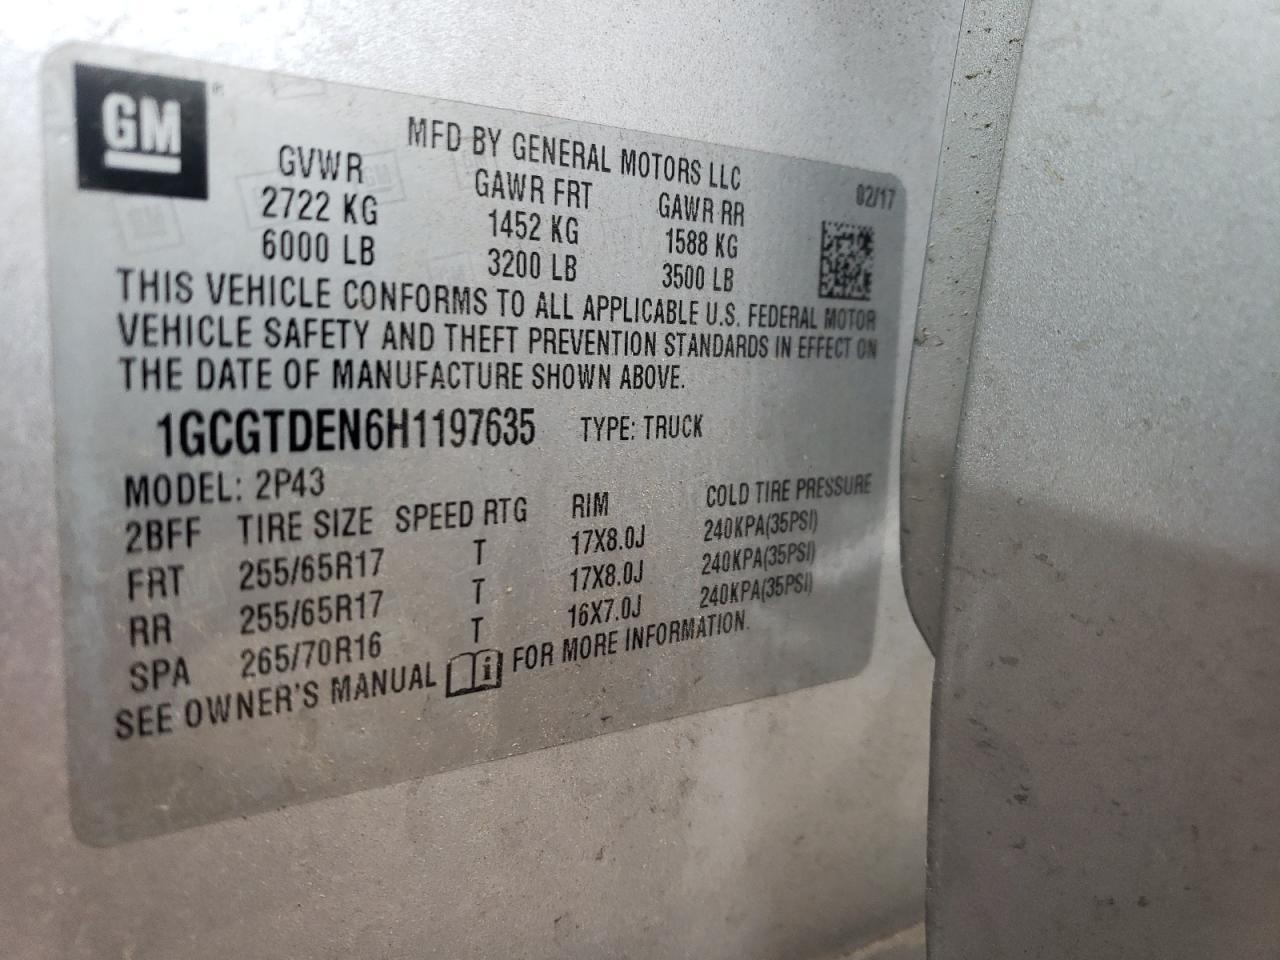 GM
MFD BY GENERAL MOTORS LLC
02/17
GVWR GAWR FRT GAWR RR
2722 KG 1452 KG 1588 KG
6000 LB 3200 LB 3500 LB
THIS VEHICLE CONFORMS TO ALL APPLICABLE U.S. FEDERAL MOTOR
VEHICLE SAFETY AND THEFT PREVENTION STANDARDS IN EFFECT ON
THE DATE OF MANUFACTURE SHOWN ABOVE.
1GCGTDEN6H1197635 TYPE: TRUCK
MODEL: 2P43
2BFF TIRE SIZE SPEED RTG RIM COLD TIRE PRESSURE
FRT 255/65R17 T 17X8.0J 240KPA(35PSI)
RR 255/65R17 T 17X8.0J 240KPA(35PSI)
SPA 265/70R16 T 16X7.0J 240KPA(35PSI)
SEE OWNER'S MANUAL FOR MORE INFORMATION.